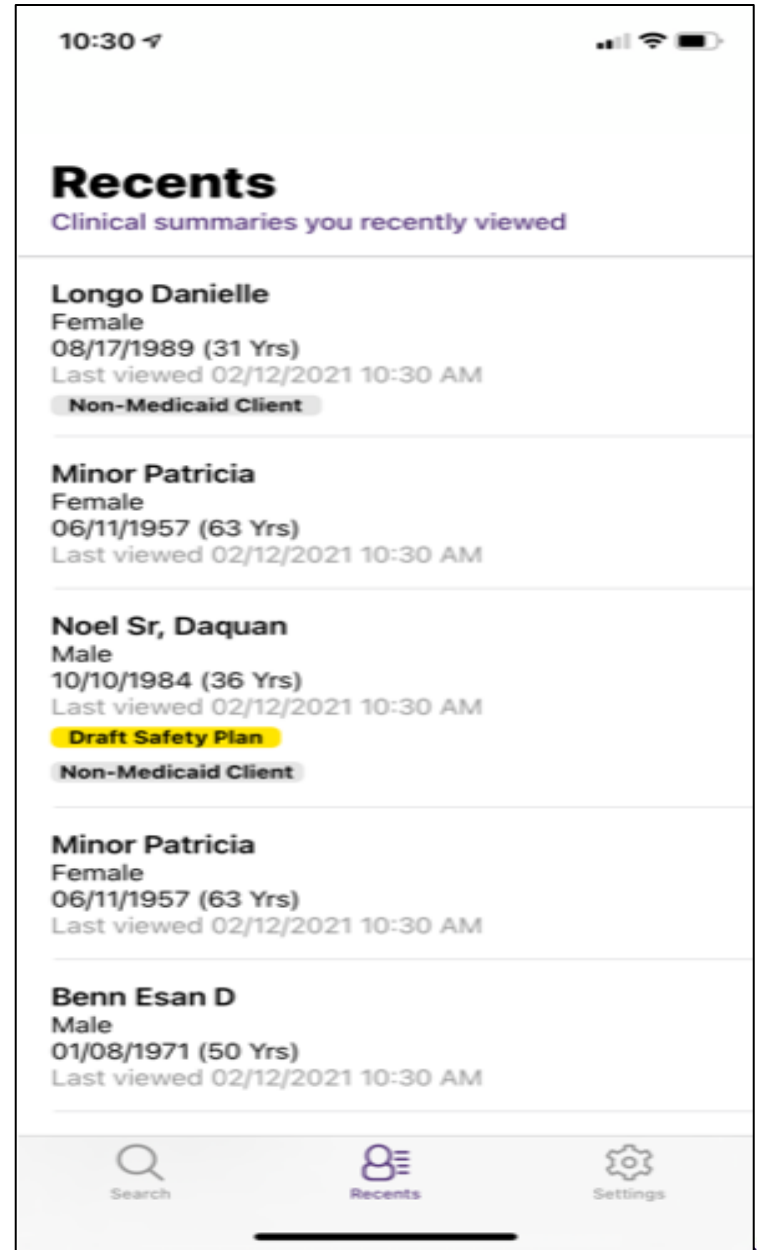 10:30
Recents
Clinical summaries you recently viewed
Longo Danielle
Female
08/17/1989 (31 Yrs)
Last viewed 02/12/2021 10:30 AM
Non-Medicaid Client
Minor Patricia
Female
06/11/1957 (63 Yrs)
Last viewed 02/12/2021 10:30 AM
Noel Sr, Daquan
Male
10/10/1984 (36 Yrs)
Last viewed 02/12/2021 10:30 AM
Draft Safety Plan
Non-Medicaid Client
Minor Patricia
Female
06/11/1957 (63 Yrs)
Last viewed 02/12/2021 10:30 AM
Benn Esan D
Male
01/08/1971 (50 Yrs)
Last viewed 02/12/2021 10:30 AM
Search Recents Settings